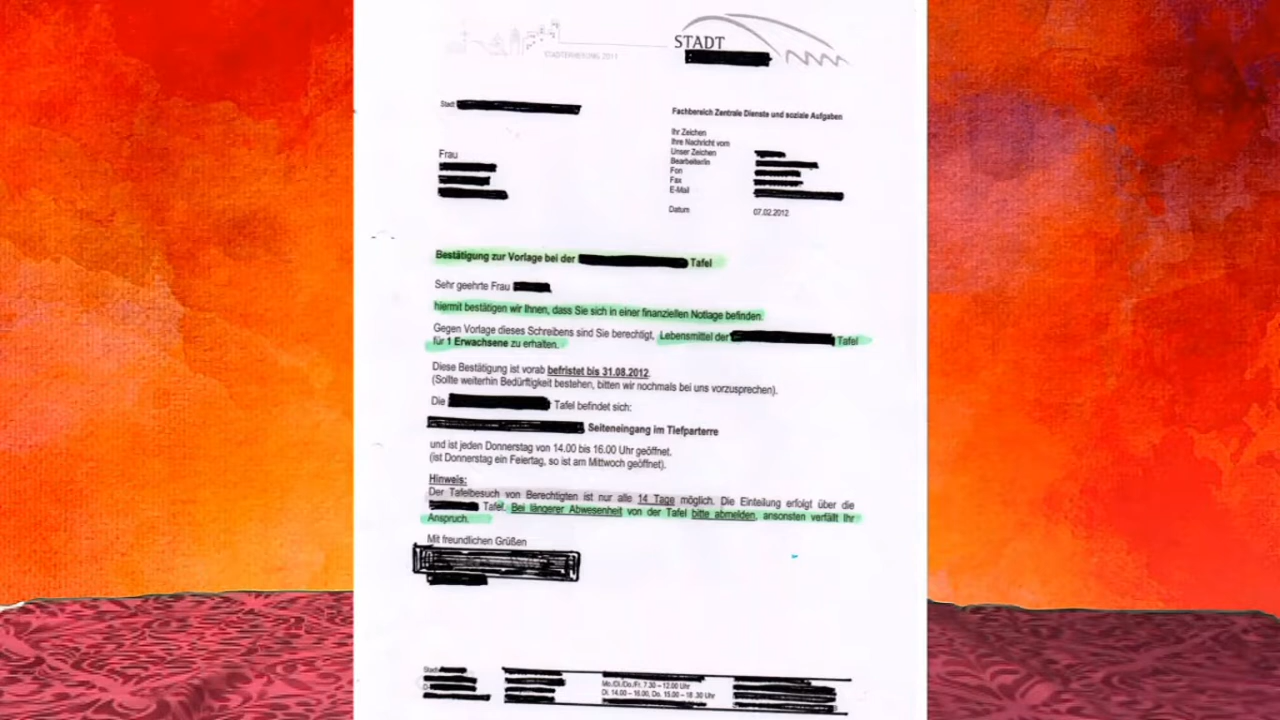 STADTERHEBUNG 2011
STADT
Stadt
Fachbereich Zentrale Dienste und soziale Aufgaben
Ihr Zeichen
Ihre Nachricht vom
Unser Zeichen
Bearbeiter/in
Fon
Fax
E-Mail
Datum 07.02.2012
Frau
Bestätigung zur Vorlage bei der Tafel
Sehr geehrte Frau
hiermit bestätigen wir Ihnen, dass Sie sich in einer finanziellen Notlage befinden.
Gegen Vorlage dieses Schreibens sind Sie berechtigt, Lebensmittel der Tafel
für 1 Erwachsene zu erhalten.
Diese Bestätigung ist vorab befristet bis 31.08.2012.
(Sollte weiterhin Bedürftigkeit bestehen, bitten wir nochmals bei uns vorzusprechen).
Die Tafel befindet sich:
Seiteneingang im Tiefparterre
und ist jeden Donnerstag von 14.00 bis 16.00 Uhr geöffnet.
(ist Donnerstag ein Feiertag, so ist am Mittwoch geöffnet).
Hinweis:
Der Tafelbesuch von Berechtigten ist nur alle 14 Tage möglich. Die Einteilung erfolgt über die
Tafel. Bei längerer Abwesenheit von der Tafel bitte abmelden, ansonsten verfällt Ihr
Anspruch.
Mit freundlichen Grüßen
Stadt
Mo./Di./Do./Fr. 7.30 – 12.00 Uhr
Di. 14.00 – 16.00, Do. 15.00 – 18.30 Uhr